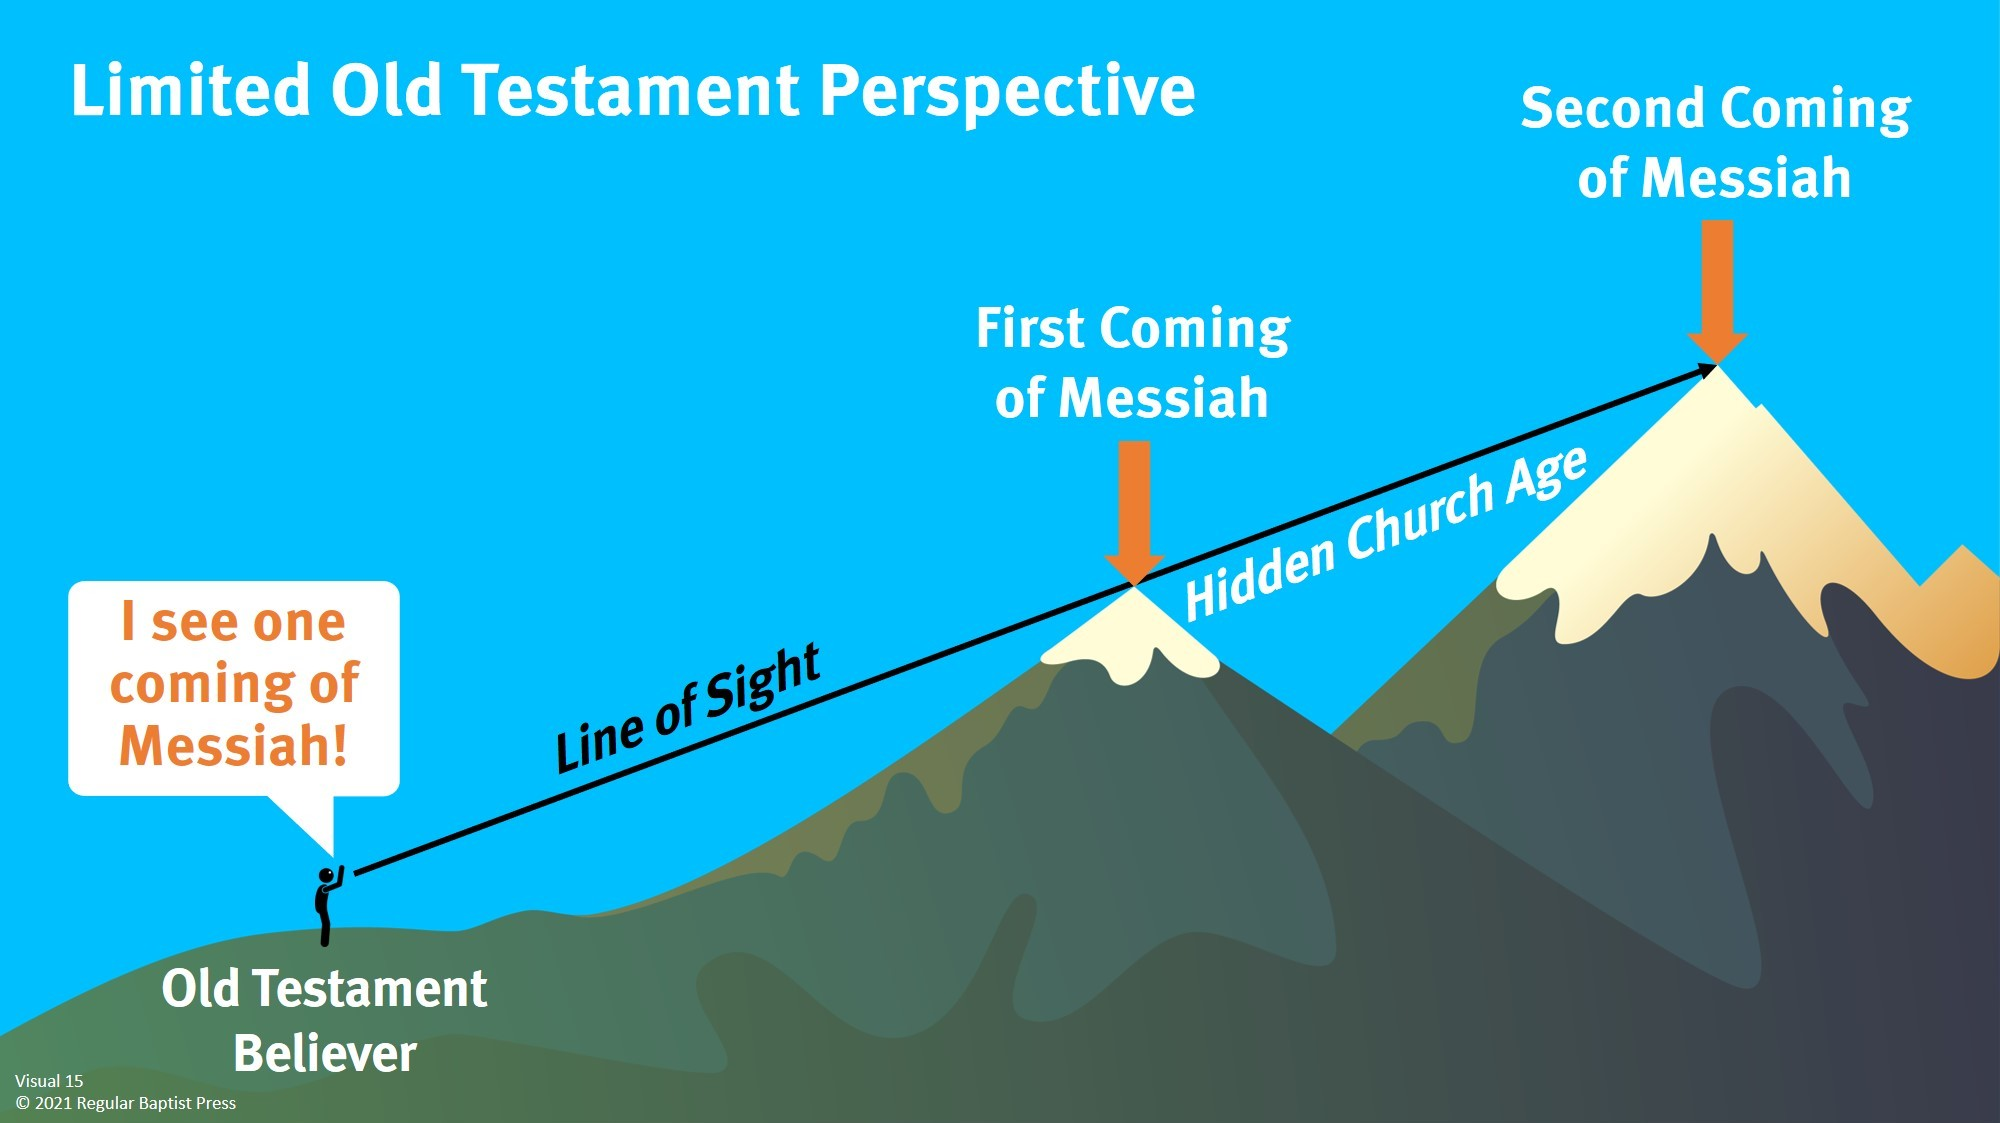 Limited Old Testament Perspective
Second Coming
of Messiah
First Coming
of Messiah
Hidden Church Age
Line of Sight
I see one
coming of
Messiah!
Old Testament
Believer
Visual 15
© 2021 Regular Baptist Press